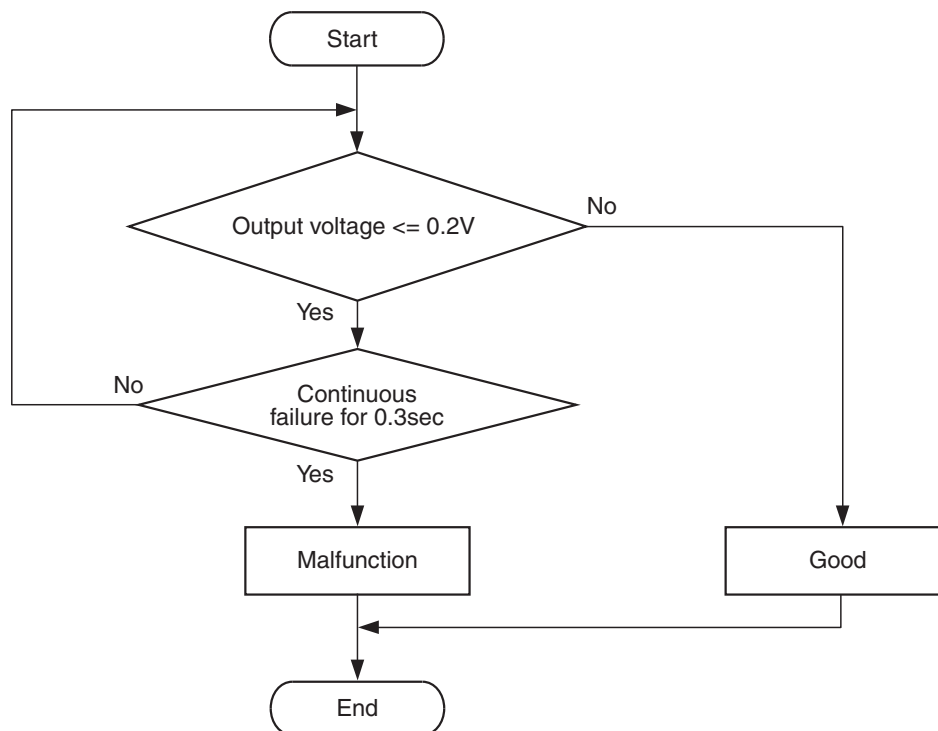 Start
Output voltage <= 0.2V
No
Yes
No
Continuous
failure for 0.3sec
Yes
Malfunction
Good
End